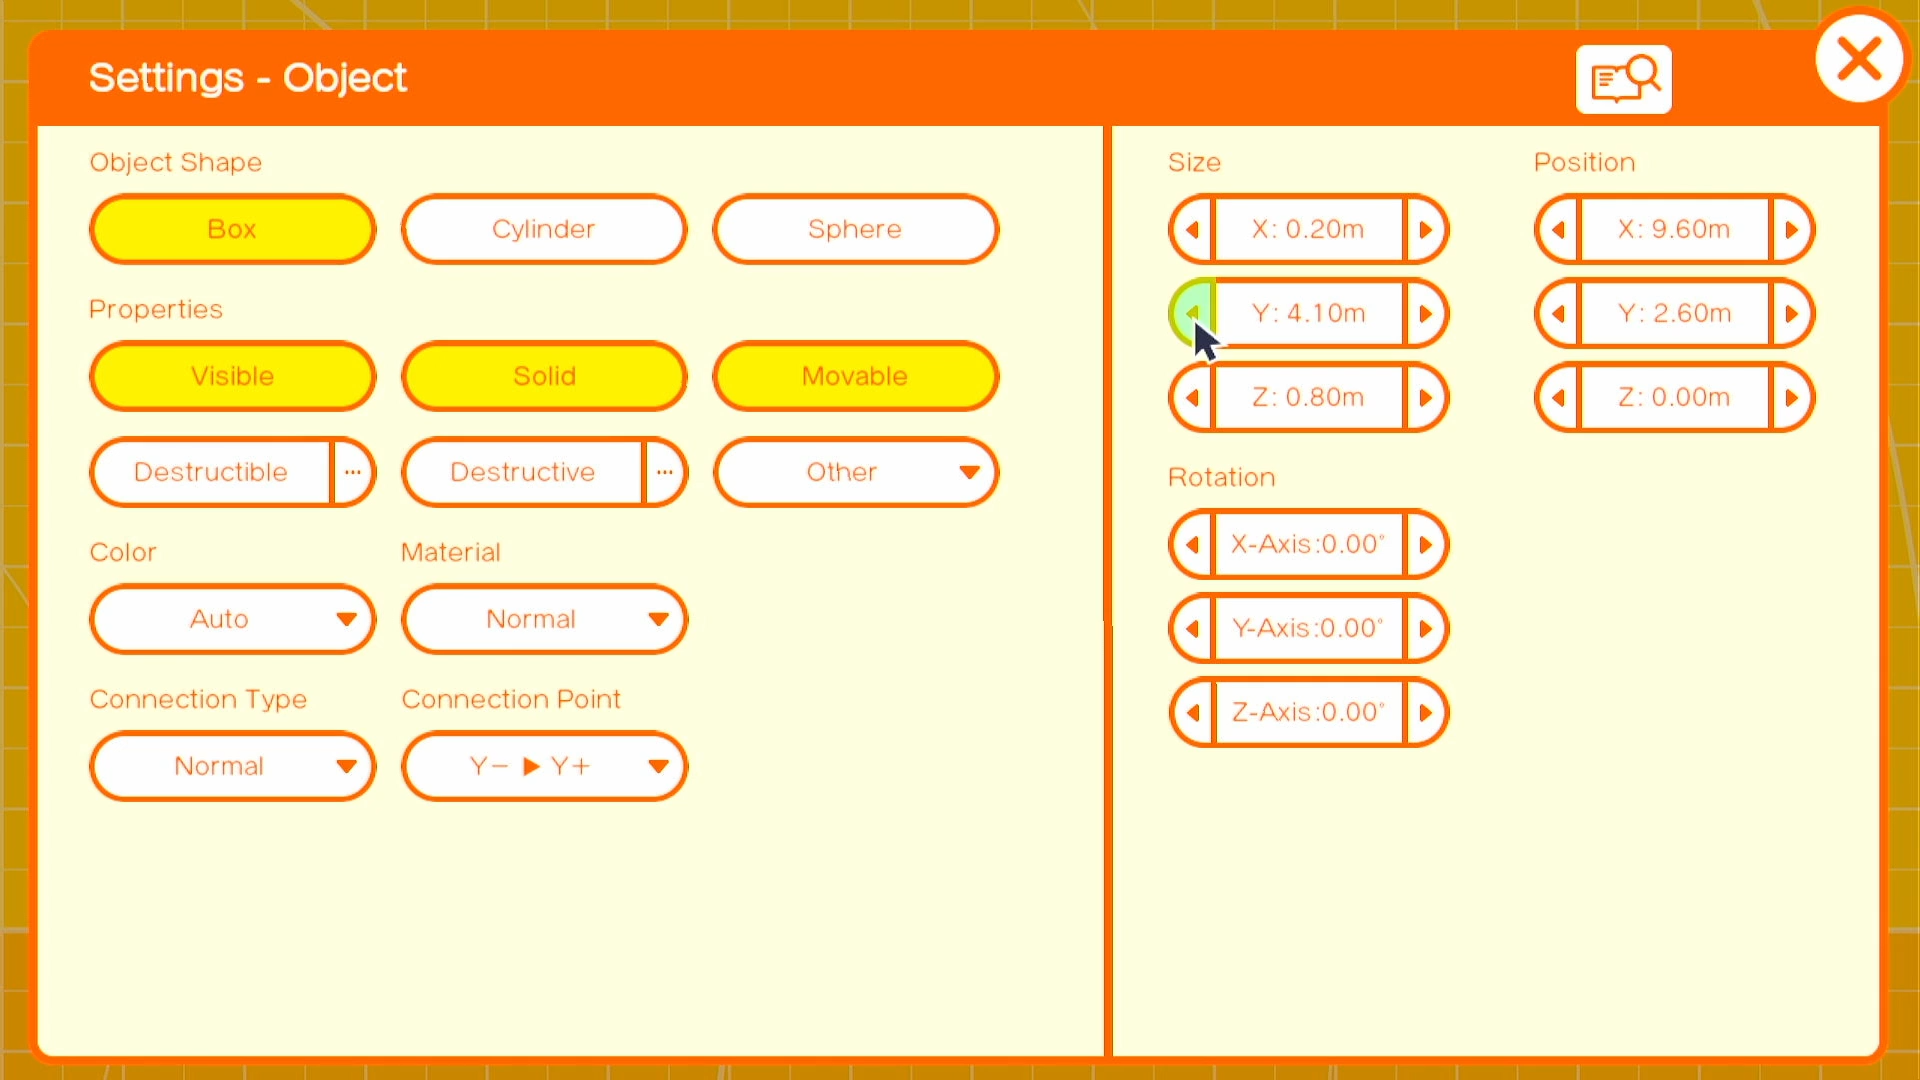 Settings - Object
Object Shape
Box
Cylinder
Sphere
Properties
Visible
Solid
Movable
Destructible
...
Destructive
...
Other
Color
Material
Auto
Normal
Connection Type
Connection Point
Normal
Y− ▶ Y+
Size
X: 0.20m
Y: 4.10m
Z: 0.80m
Position
X: 9.60m
Y: 2.60m
Z: 0.00m
Rotation
X-Axis:0.00°
Y-Axis:0.00°
Z-Axis:0.00°